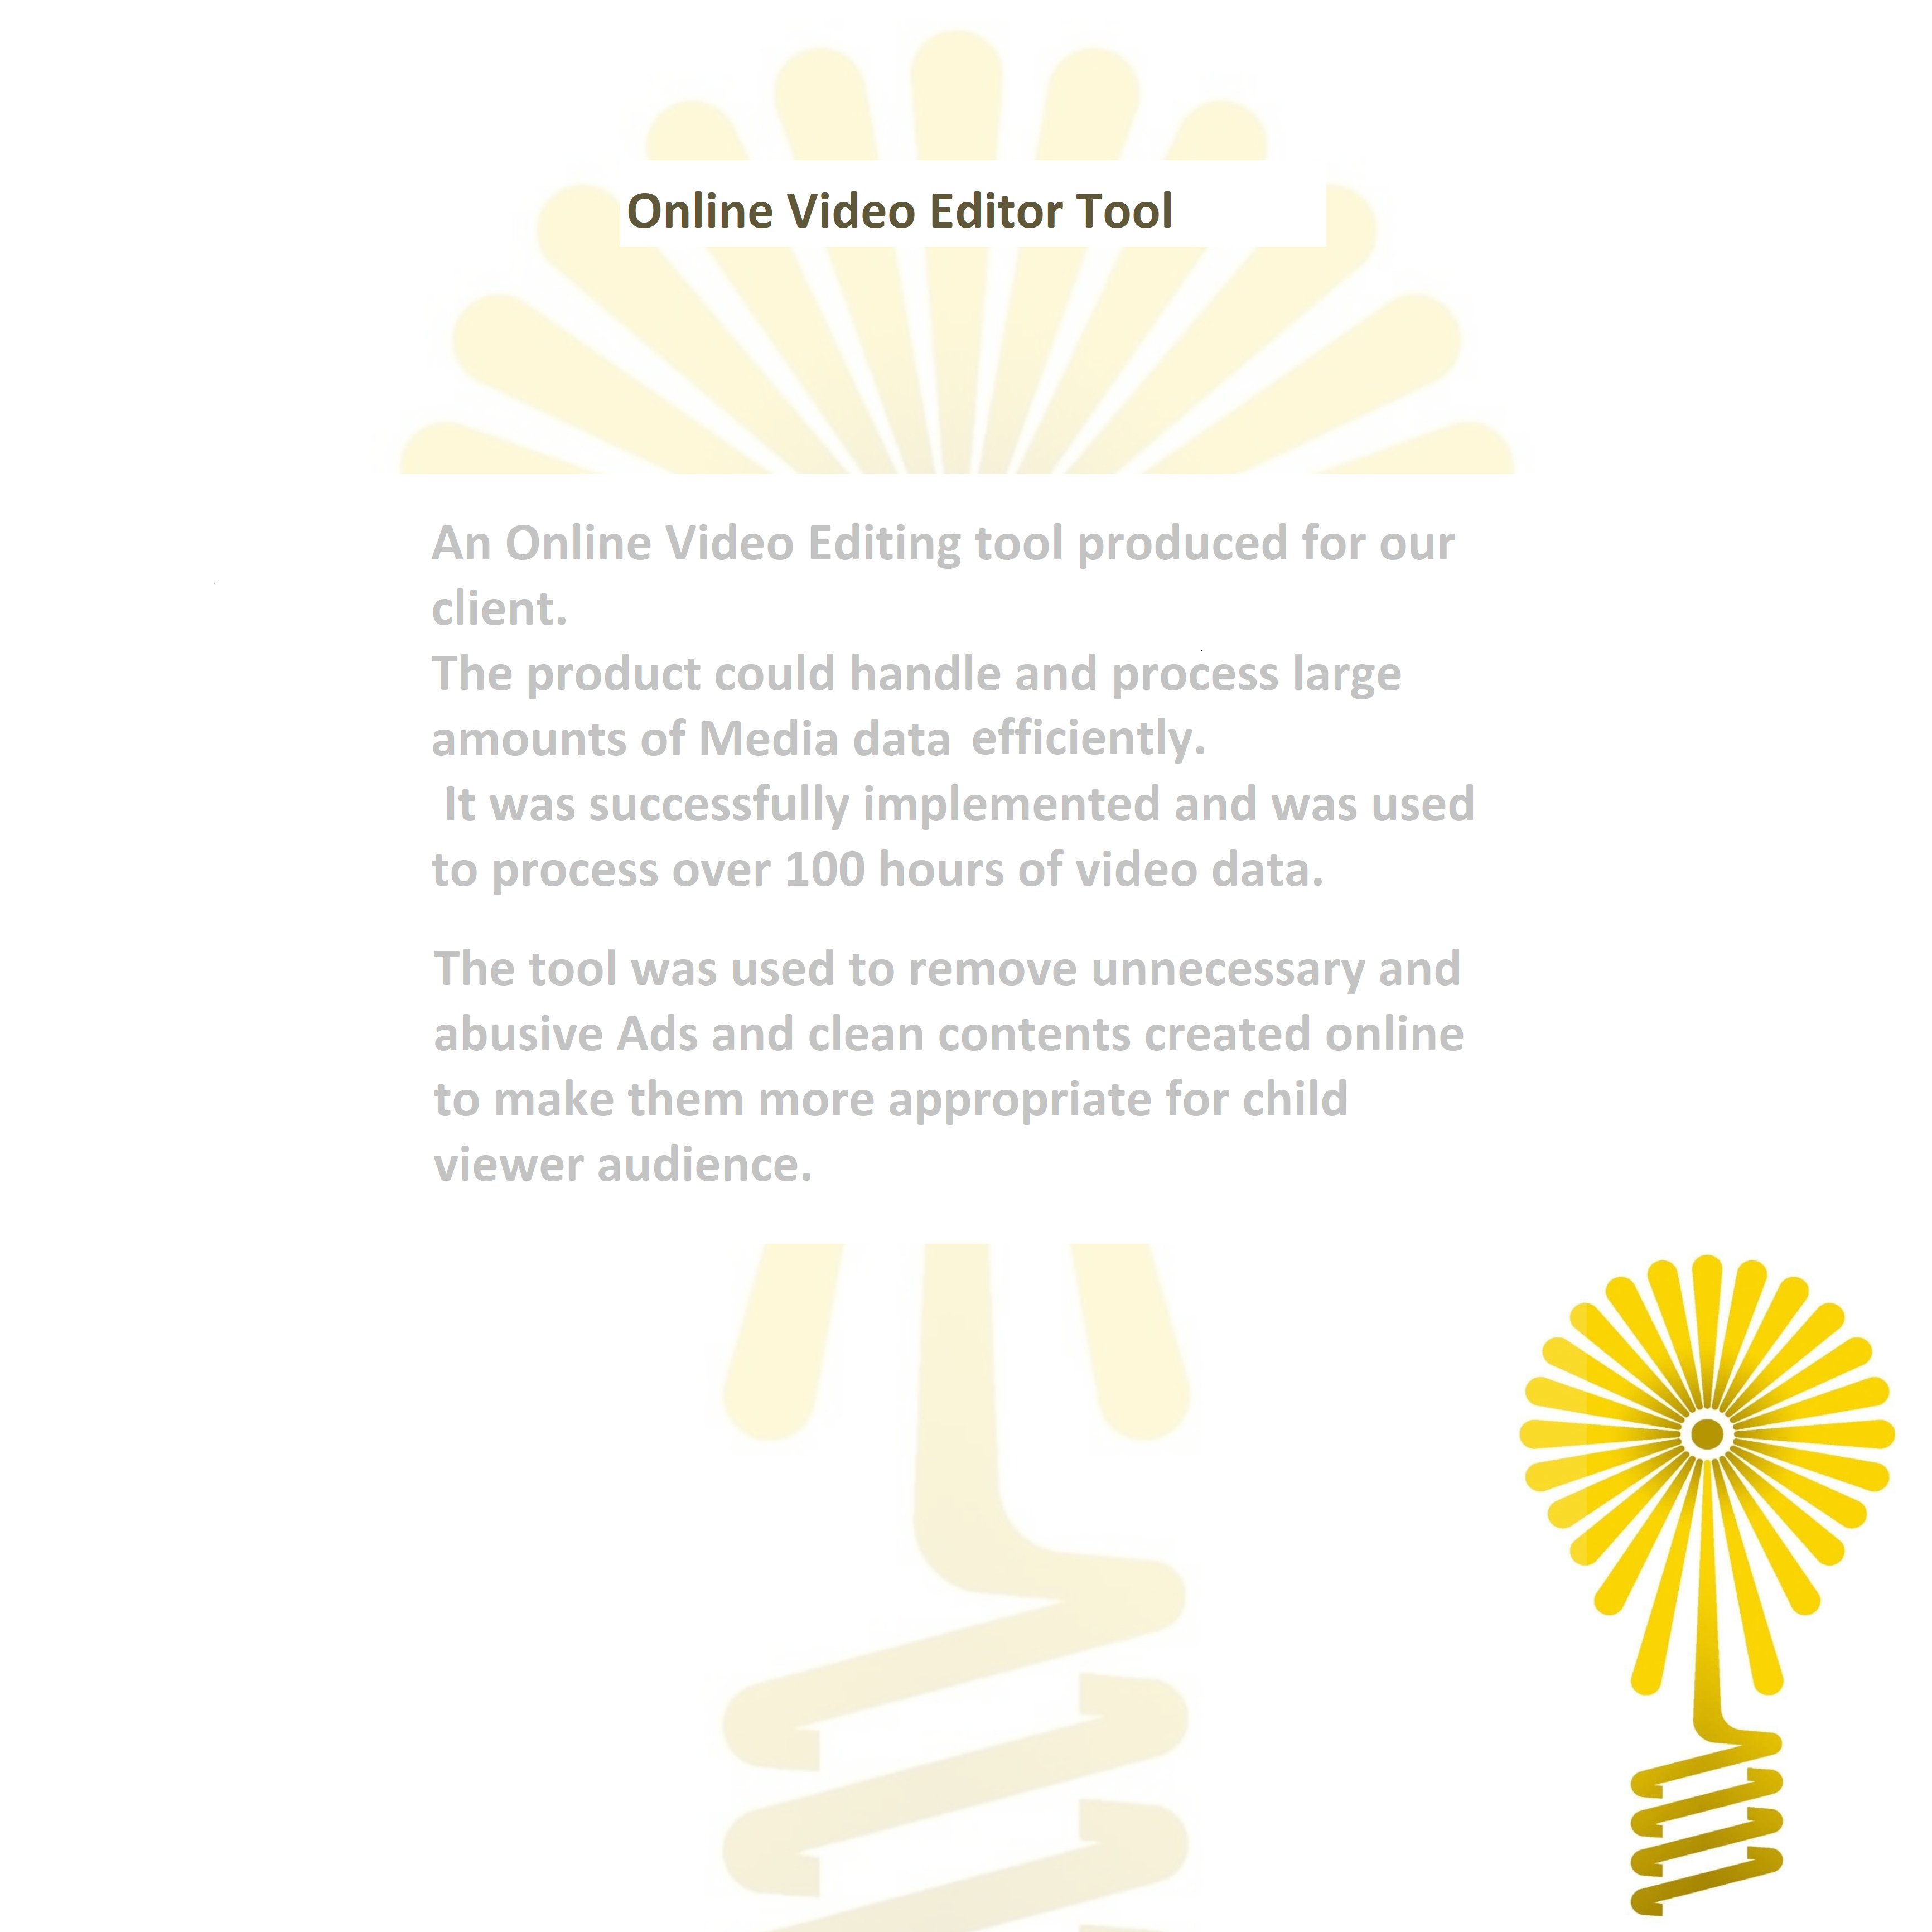 Online Video Editor Tool
An Online Video Editing tool produced for our
client.
The product could handle and process large
amounts of Media data efficiently.
It was successfully implemented and was used
to process over 100 hours of video data.
The tool was used to remove unnecessary and
abusive Ads and clean contents created online
to make them more appropriate for child
viewer audience.